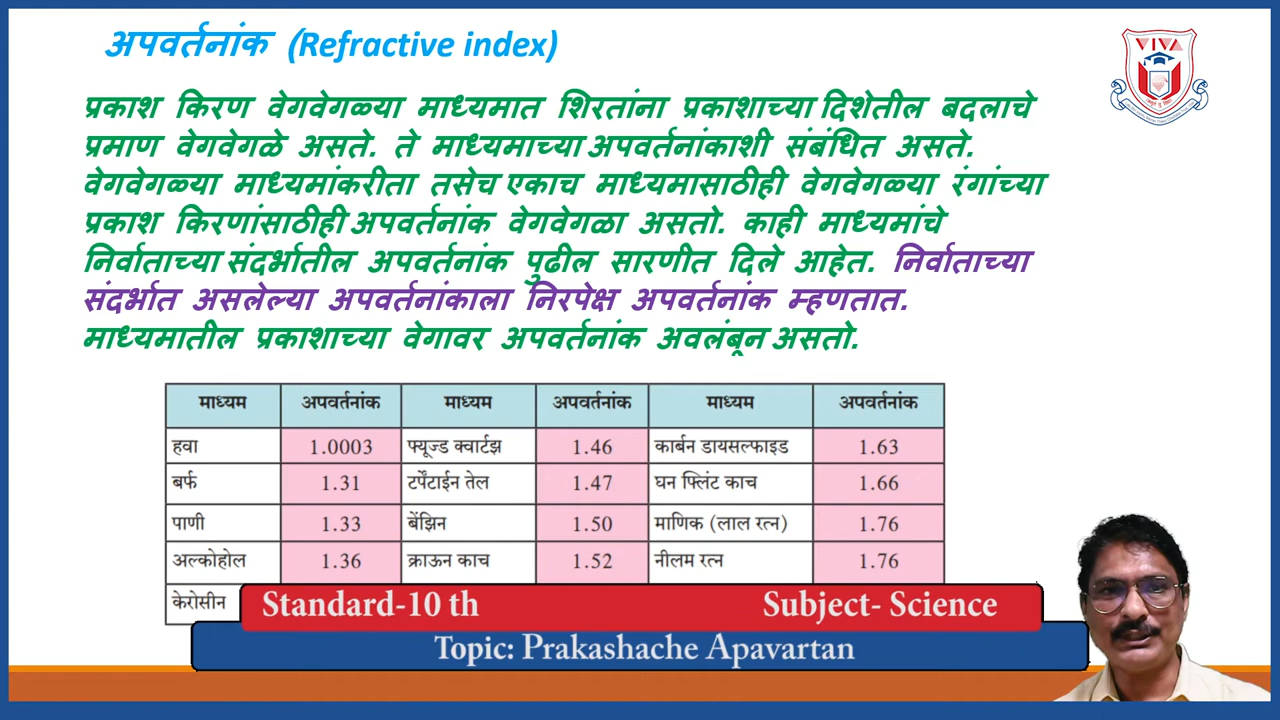 अपवर्तनांक (Refractive index)
VIVA
प्रकाश किरण वेगवेगळ्या माध्यमात शिरतांना प्रकाशाच्या दिशेतील बदलाचे
प्रमाण वेगवेगळे असते. ते माध्यमाच्या अपवर्तनांकाशी संबंधित असते.
वेगवेगळ्या माध्यमांकरीता तसेच एकाच माध्यमासाठीही वेगवेगळ्या रंगांच्या
प्रकाश किरणांसाठीही अपवर्तनांक वेगवेगळा असतो. काही माध्यमांचे
निर्वाताच्या संदर्भातील अपवर्तनांक पुढील सारणीत दिले आहेत. निर्वाताच्या
संदर्भात असलेल्या अपवर्तनांकाला निरपेक्ष अपवर्तनांक म्हणतात.
माध्यमातील प्रकाशाच्या वेगावर अपवर्तनांक अवलंबून असतो.
माध्यम अपवर्तनांक माध्यम अपवर्तनांक माध्यम अपवर्तनांक
हवा 1.0003 फ्यूज्ड क्वार्टझ 1.46 कार्बन डायसल्फाइड 1.63
बर्फ 1.31 टर्पेंटाईन तेल 1.47 घन फ्लिंट काच 1.66
पाणी 1.33 बेंझिन 1.50 माणिक (लाल रत्न) 1.76
अल्कोहोल 1.36 क्राऊन काच 1.52 नीलम रत्न 1.76
केरोसीन
Standard-10 th Subject- Science
Topic: Prakashache Apavartan